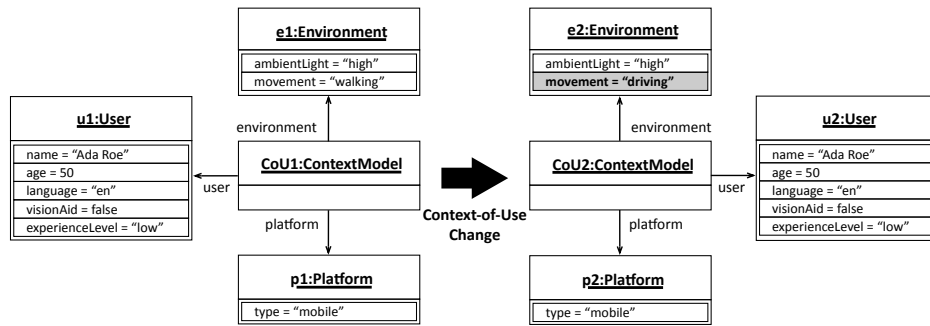 e1:Environment
ambientLight = “high”
movement = “walking”
u1:User
name = “Ada Roe”
age = 50
language = “en”
visionAid = false
experienceLevel = “low”
environment
user
CoU1:ContextModel
platform
p1:Platform
type = “mobile”
Context-of-Use
Change
e2:Environment
ambientLight = “high”
movement = “driving”
environment
CoU2:ContextModel
user
u2:User
name = “Ada Roe”
age = 50
language = “en”
visionAid = false
experienceLevel = “low”
platform
p2:Platform
type = “mobile”